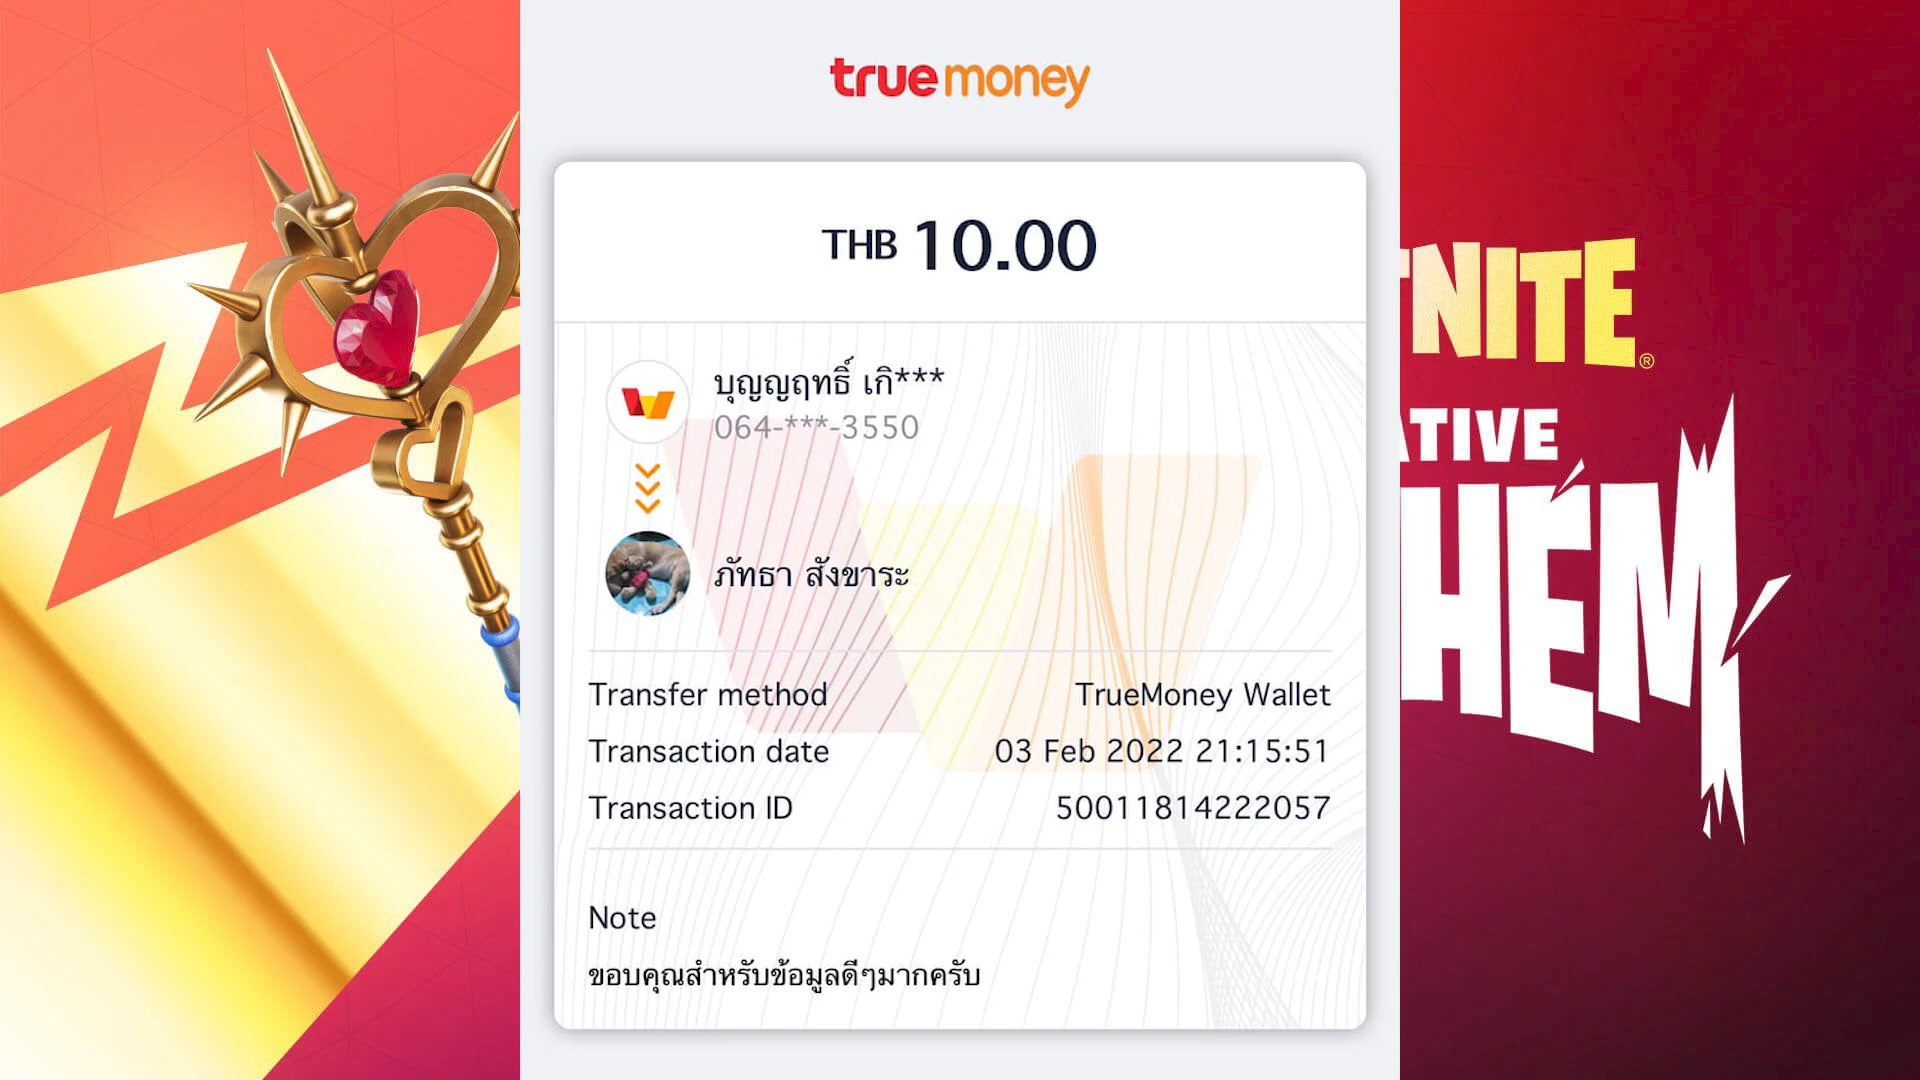 truemoney
THB 10.00
บุญญฤทธิ์ เกิ***
064-***-3550
ภัทธา สังขาระ
Transfer method TrueMoney Wallet
Transaction date 03 Feb 2022 21:15:51
Transaction ID 50011814222057
Note
ขอบคุณสำหรับข้อมูลดีๆมากครับ
TNITE®
ATIVE
HEM